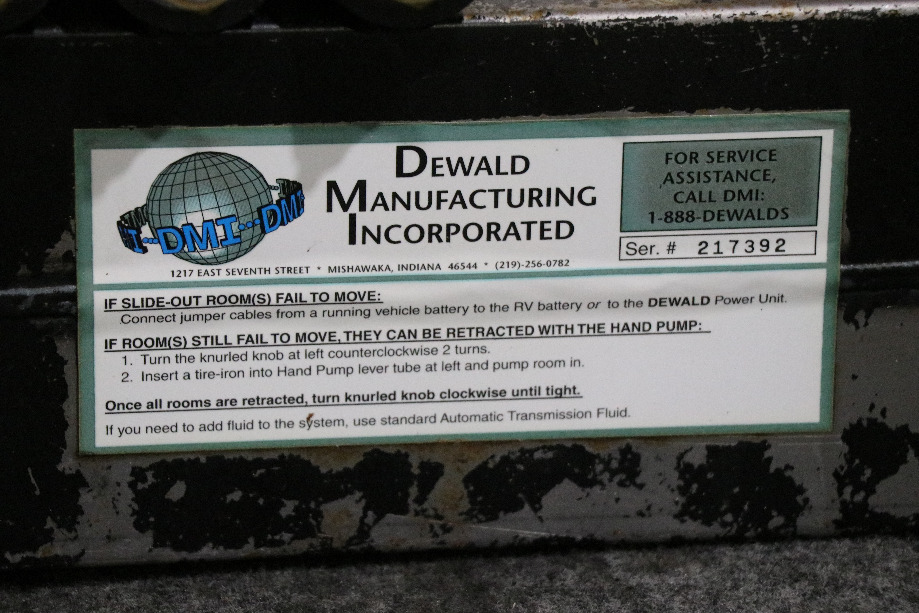 I...DMI...DMI
DEWALD
MANUFACTURING
INCORPORATED
FOR SERVICE
ASSISTANCE,
CALL DMI:
1-888-DEWALDS
Ser. # 217392
1217 EAST SEVENTH STREET * MISHAWAKA, INDIANA 46544 * (219)-256-0782
IF SLIDE-OUT ROOM(S) FAIL TO MOVE:
Connect jumper cables from a running vehicle battery to the RV battery or to the DEWALD Power Unit.
IF ROOM(S) STILL FAIL TO MOVE, THEY CAN BE RETRACTED WITH THE HAND PUMP:
1. Turn the knurled knob at left counterclockwise 2 turns.
2. Insert a tire-iron into Hand Pump lever tube at left and pump room in.
Once all rooms are retracted, turn knurled knob clockwise until tight.
If you need to add fluid to the system, use standard Automatic Transmission Fluid.